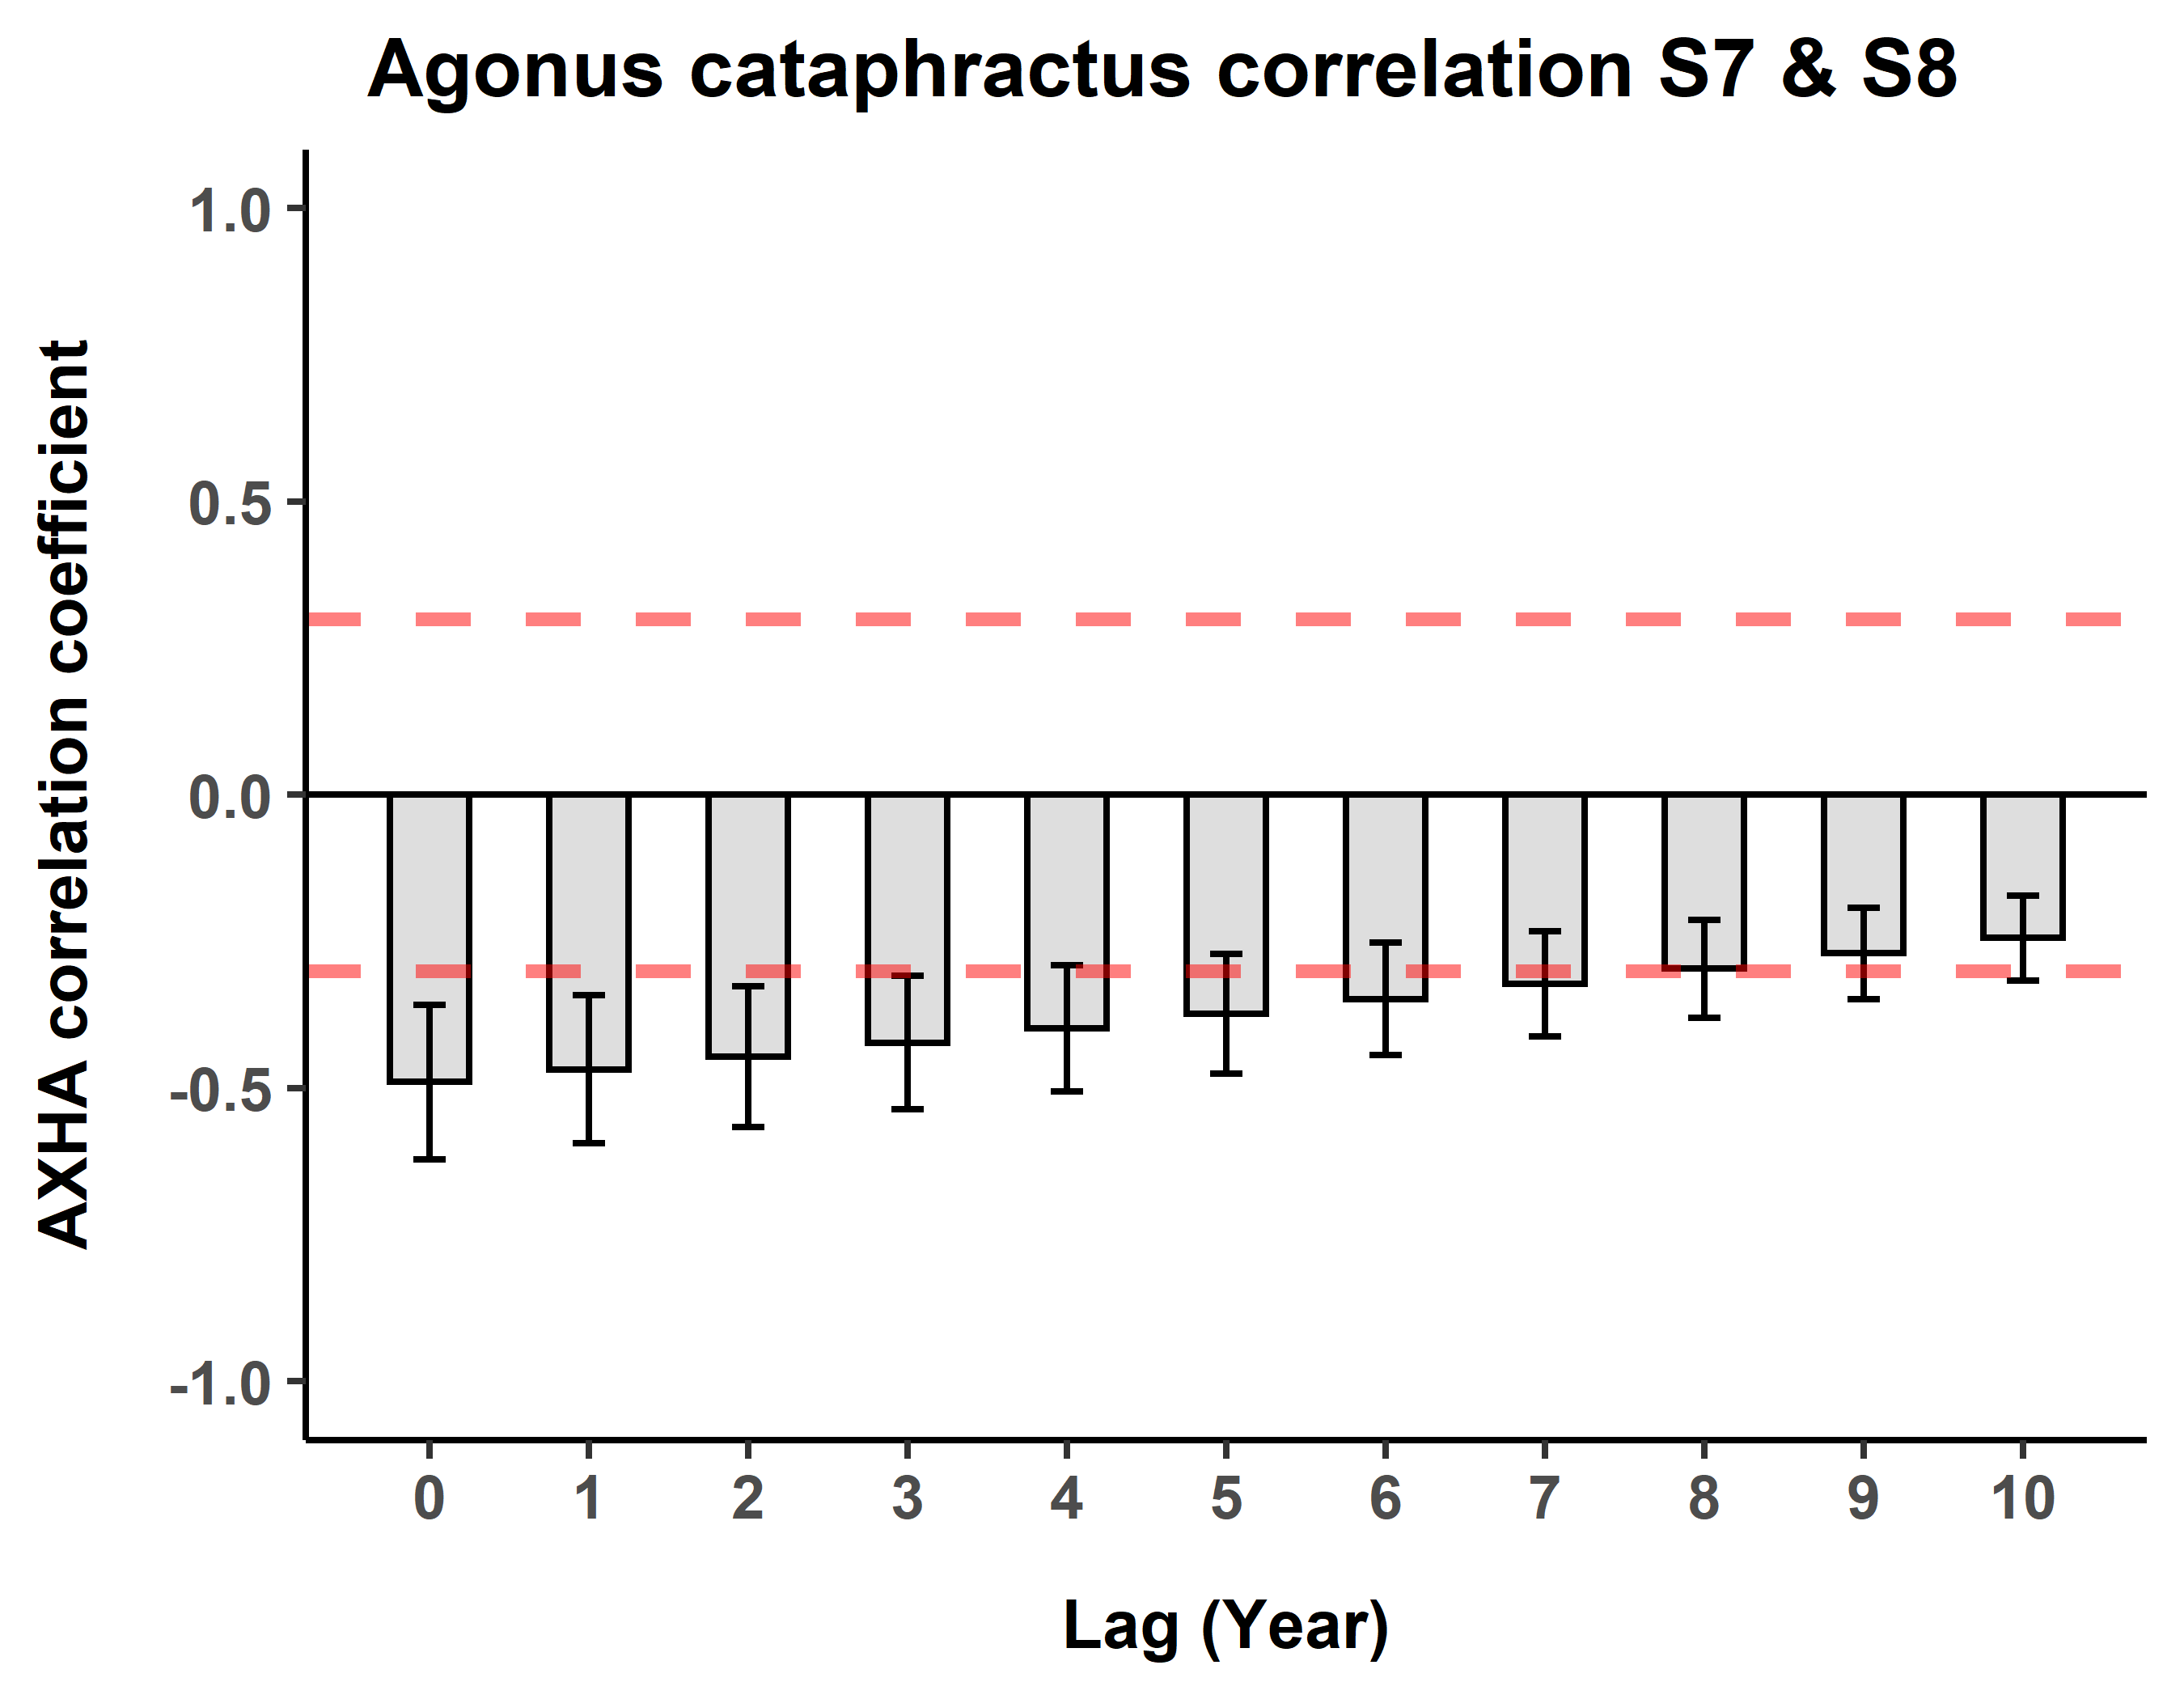 Agonus cataphractus correlation S7 & S8
AXHA correlation coefficient
1.0
0.5
0.0
-0.5
-1.0
0 1 2 3 4 5 6 7 8 9 10
Lag (Year)